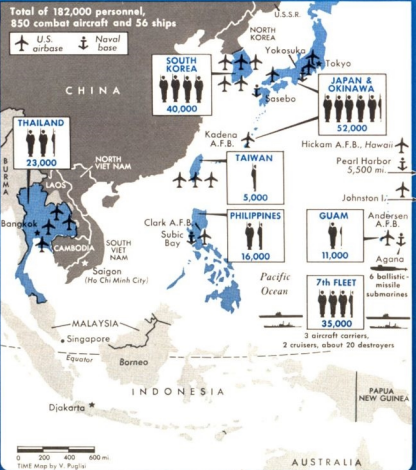 Total of 182,000 personnel,
850 combat aircraft and 56 ships
U.S.
airbase
Naval
base
U.S.S.R.
NORTH
KOREA
Yokosuka
Tokyo
SOUTH
KOREA
40,000
Sasebo
JAPAN &
OKINAWA
52,000
CHINA
THAILAND
23,000
Kadena
A.F.B.
Hickam A.F.B., Hawaii
Pearl Harbor
5,500 mi.
Johnston I.
BURMA
NORTH
VIET NAM
LAOS
TAIWAN
5,000
Bangkok
CAMBODIA
SOUTH
VIET
NAM
Saigon
(Ho Chi Minh City)
Clark A.F.B.
Subic
Bay
PHILIPPINES
16,000
GUAM
11,000
Andersen
A.F.B.
Agana
6 ballistic-
missile
submarines
Pacific
Ocean
7th FLEET
35,000
3 aircraft carriers,
2 cruisers, about 20 destroyers
MALAYSIA
Singapore
Equator
Borneo
INDONESIA
PAPUA
NEW GUINEA
Djakarta
0 200 400 600 mi.
TIME Map by V. Puglisi
AUSTRALIA